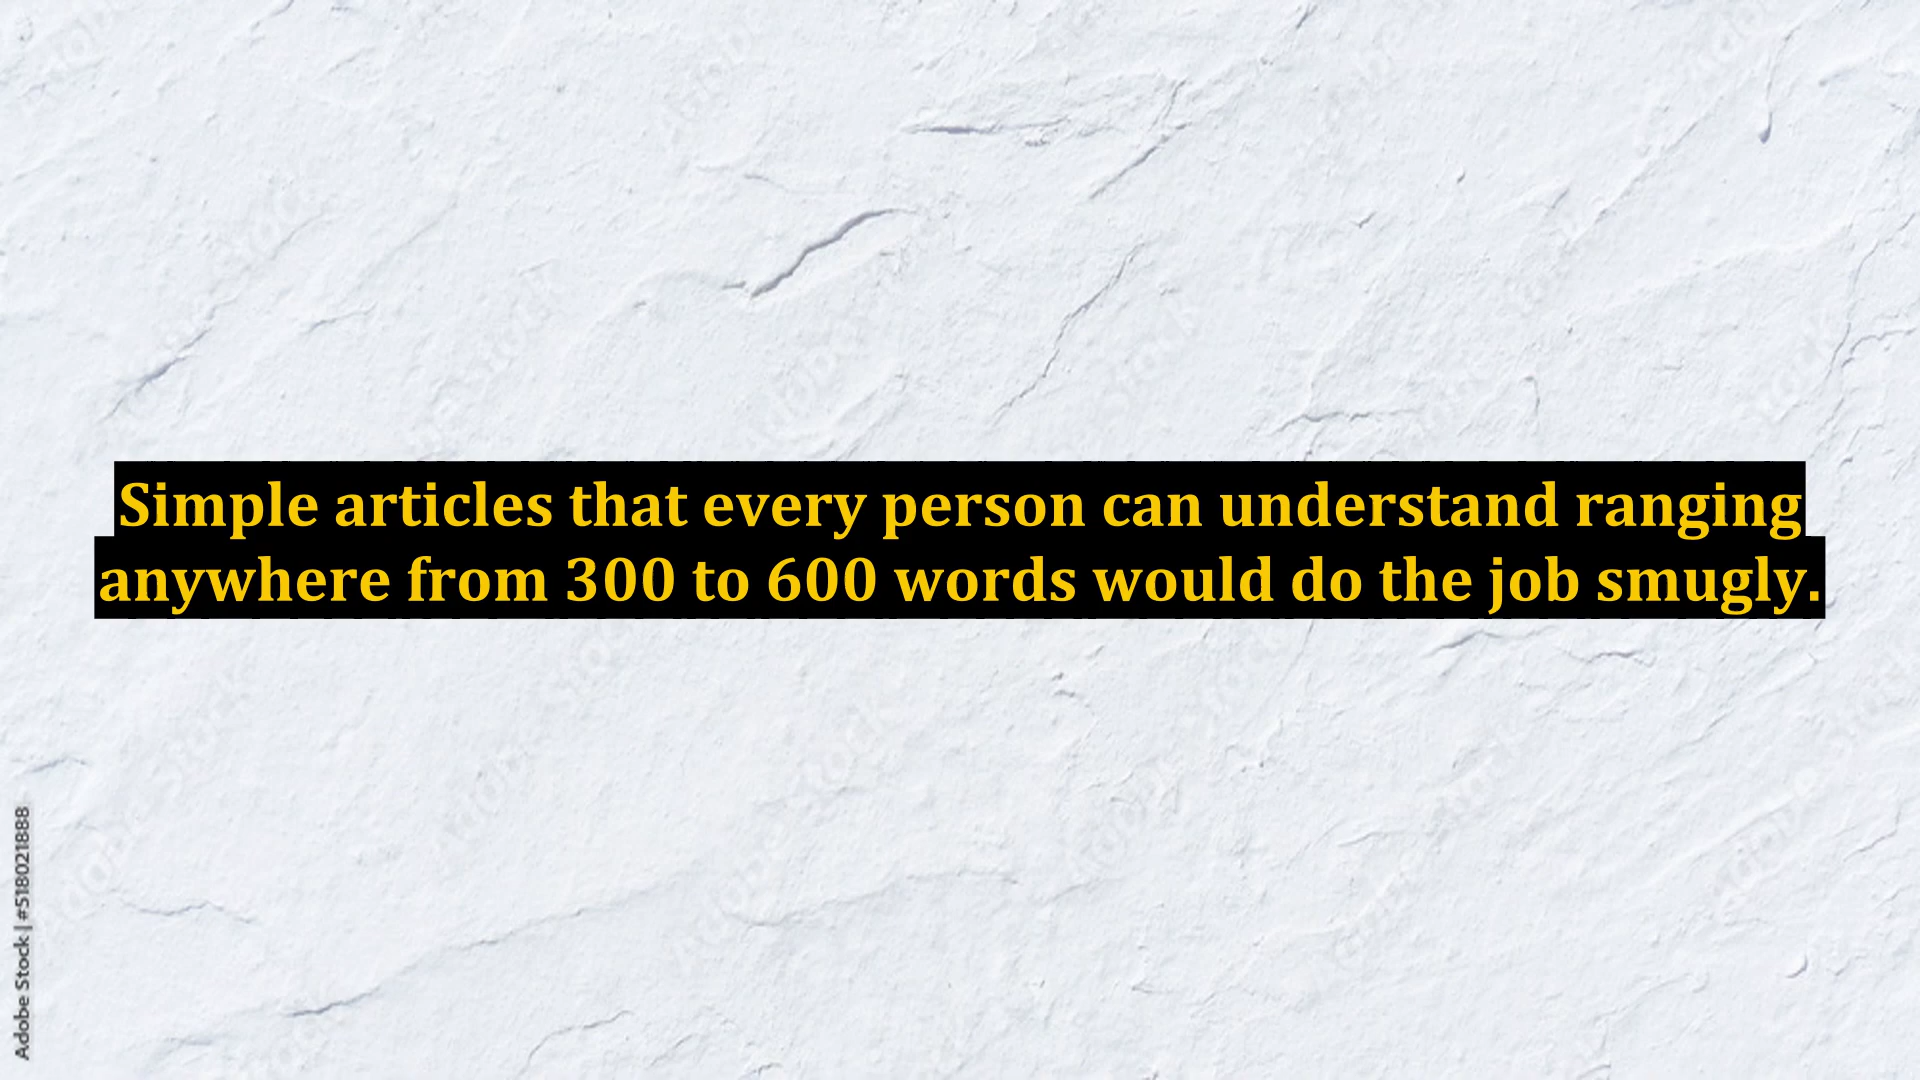 Simple articles that every person can understand ranging
anywhere from 300 to 600 words would do the job smugly.
Adobe Stock | #518021888